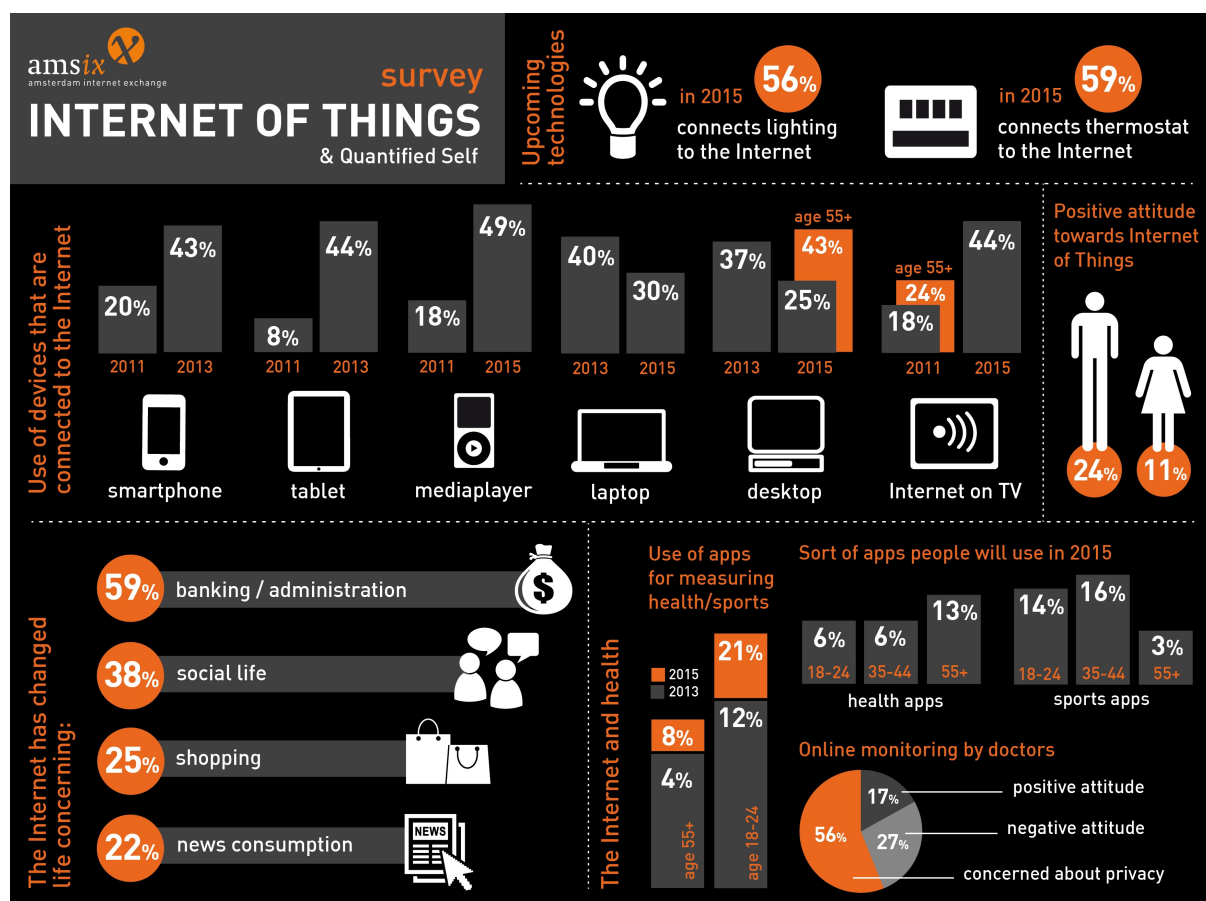 amsix
amsterdam internet exchange
survey
INTERNET OF THINGS
& Quantified Self
Upcoming
technologies
in 2015
56%
connects lighting
to the Internet
in 2015
59%
connects thermostat
to the Internet
Use of devices that are
connected to the Internet
20%
43%
2011
2013
smartphone
8%
44%
2011
2013
tablet
18%
49%
2011
2015
mediaplayer
40%
30%
2013
2015
laptop
37%
age 55+
43%
25%
2013
2015
desktop
age 55+
24%
18%
44%
2011
2015
Internet on TV
Positive attitude
towards Internet
of Things
24%
11%
The Internet has changed
life concerning:
59%
banking / administration
$
38%
social life
25%
shopping
22%
news consumption
NEWS
The Internet and health
Use of apps
for measuring
health/sports
2015
2013
8%
4%
age 55+
21%
12%
age 18-24
Sort of apps people will use in 2015
6%
6%
13%
18-24
35-44
55+
health apps
14%
16%
3%
18-24
35-44
55+
sports apps
Online monitoring by doctors
17%
positive attitude
27%
negative attitude
56%
concerned about privacy